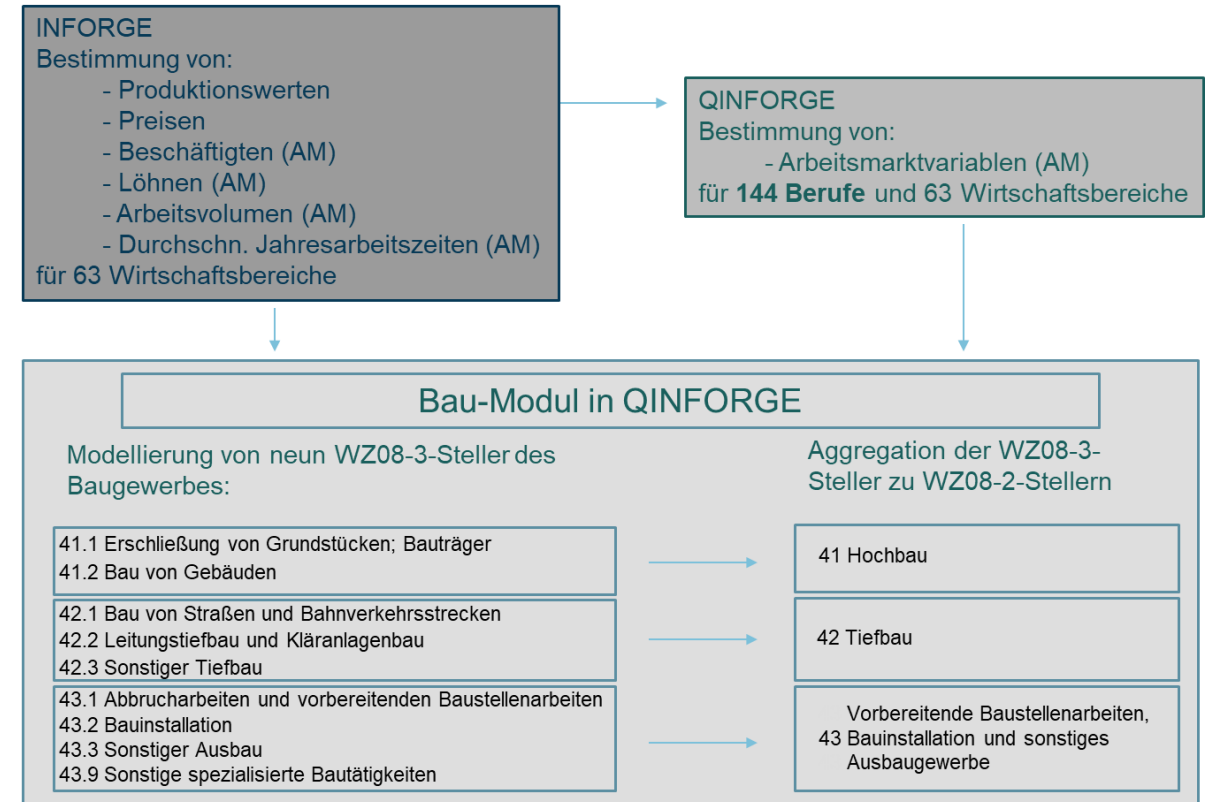 INFORGE
Bestimmung von:
- Produktionswerten
- Preisen
- Beschäftigten (AM)
- Löhnen (AM)
- Arbeitsvolumen (AM)
- Durchschn. Jahresarbeitszeiten (AM)
für 63 Wirtschaftsbereiche
QINFORGE
Bestimmung von:
- Arbeitsmarktvariablen (AM)
für 144 Berufe und 63 Wirtschaftsbereiche
Bau-Modul in QINFORGE
Modellierung von neun WZ08-3-Steller des
Baugewerbes:
Aggregation der WZ08-3-
Steller zu WZ08-2-Stellern
41.1 Erschließung von Grundstücken; Bauträger
41.2 Bau von Gebäuden
41 Hochbau
42.1 Bau von Straßen und Bahnverkehrsstrecken
42.2 Leitungstiefbau und Kläranlagenbau
42.3 Sonstiger Tiefbau
42 Tiefbau
43.1 Abbrucharbeiten und vorbereitenden Baustellenarbeiten
43.2 Bauinstallation
43.3 Sonstiger Ausbau
43.9 Sonstige spezialisierte Bautätigkeiten
Vorbereitende Baustellenarbeiten,
43 Bauinstallation und sonstiges
Ausbaugewerbe